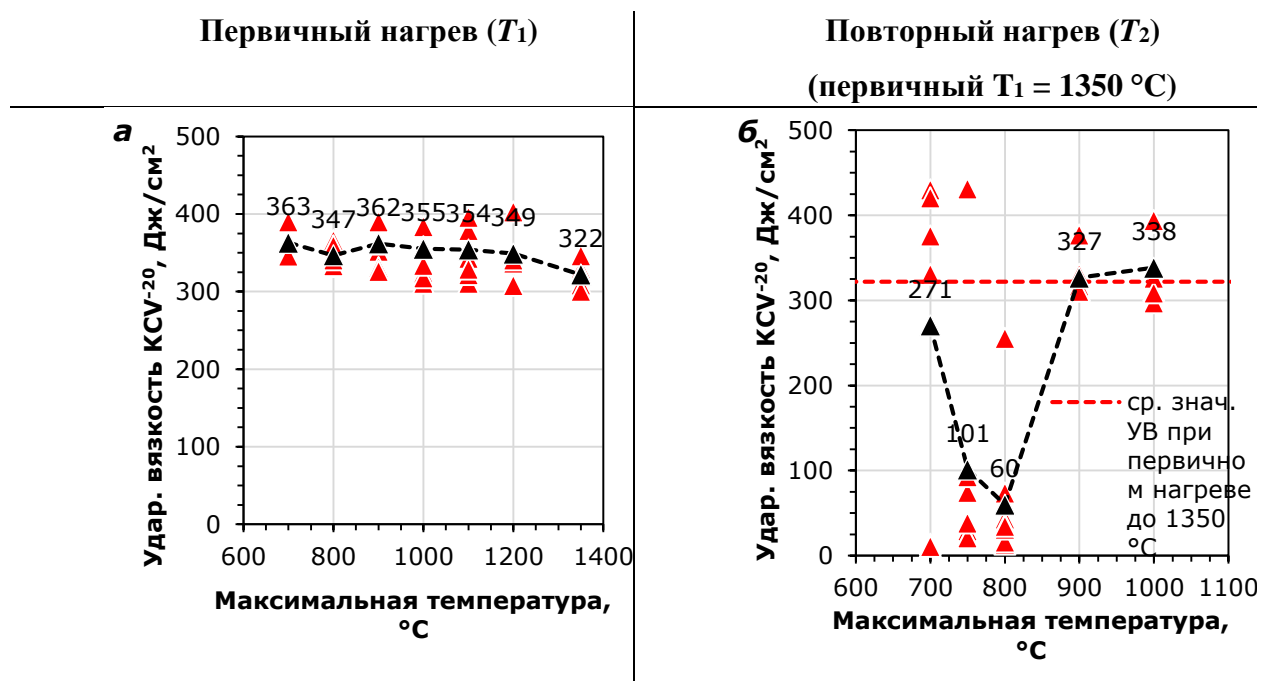 Первичный нагрев (T1)
Повторный нагрев (T2)
(первичный T1 = 1350 °C)
а
Удар. вязкость KCV-20, Дж/см2
500
400
300
200
100
0
363
347
362
355
354
349
322
600
800
1000
1200
1400
Максимальная температура,
°C
б
Удар. вязкость KCV-20, Дж/см2
500
400
300
200
100
0
271
101
60
327
338
ср. знач.
УВ при
первично
м нагреве
до 1350
°C
600
700
800
900
1000
1100
Максимальная температура,
°C